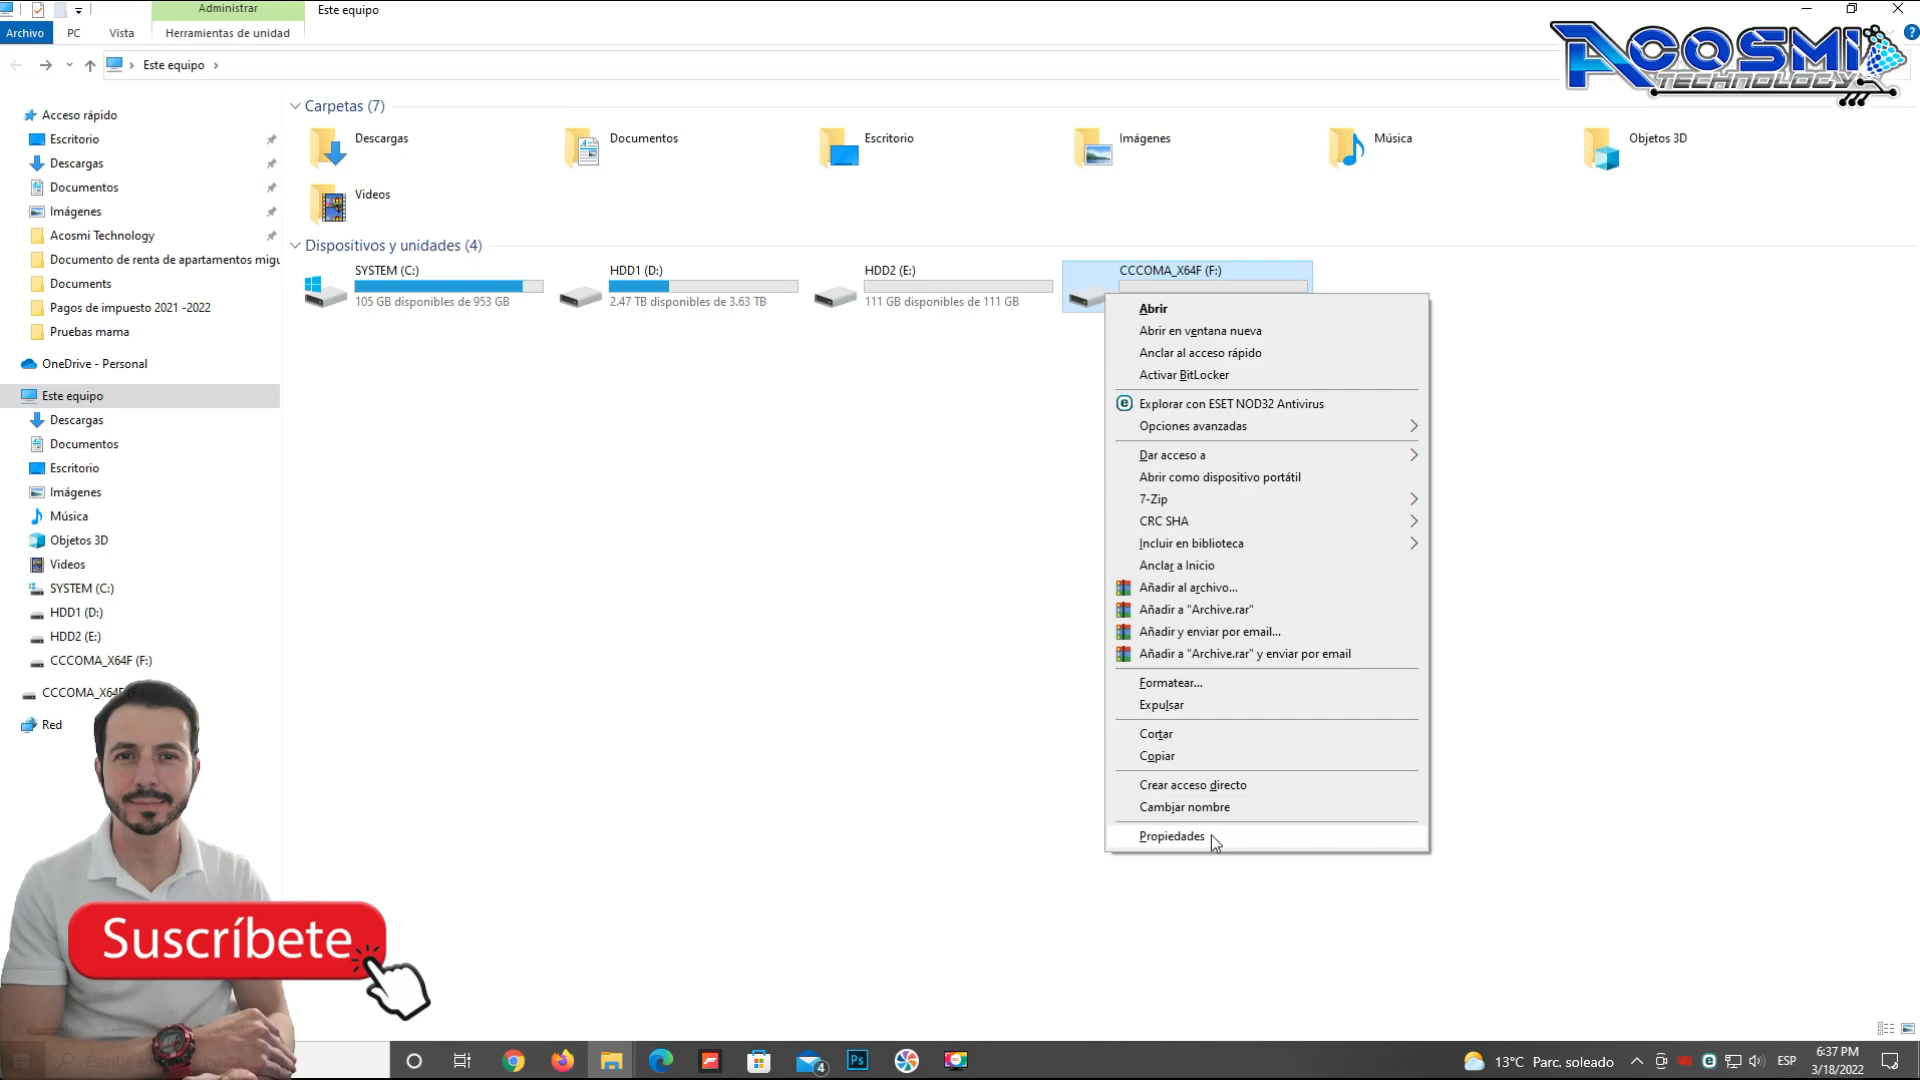 Administrar
Este equipo
Archivo
PC
Vista
Herramientas de unidad
ACOSMI
TECHNOLOGY
Este equipo
Acceso rápido
Escritorio
Descargas
Documentos
Imágenes
Acosmi Technology
Documento de renta de apartamentos migu
Documents
Pagos de impuesto 2021 -2022
Pruebas mama
OneDrive - Personal
Este equipo
Descargas
Documentos
Escritorio
Imágenes
Música
Objetos 3D
Videos
SYSTEM (C:)
HDD1 (D:)
HDD2 (E:)
CCCOMA_X64F (F:)
CCCOMA_X64F (F:)
Red
Carpetas (7)
Descargas
Documentos
Escritorio
Imágenes
Música
Objetos 3D
Videos
Dispositivos y unidades (4)
SYSTEM (C:)
105 GB disponibles de 953 GB
HDD1 (D:)
2.47 TB disponibles de 3.63 TB
HDD2 (E:)
111 GB disponibles de 111 GB
CCCOMA_X64F (F:)
Abrir
Abrir en ventana nueva
Anclar al acceso rápido
Activar BitLocker
Explorar con ESET NOD32 Antivirus
Opciones avanzadas
Dar acceso a
Abrir como dispositivo portátil
7-Zip
CRC SHA
Incluir en biblioteca
Anclar a Inicio
Añadir al archivo...
Añadir a "Archive.rar"
Añadir y enviar por email...
Añadir a "Archive.rar" y enviar por email
Formatear...
Expulsar
Cortar
Copiar
Crear acceso directo
Cambiar nombre
Propiedades
Suscríbete
Ps
4
13°C Parc. soleado
ESP
6:37 PM
3/18/2022